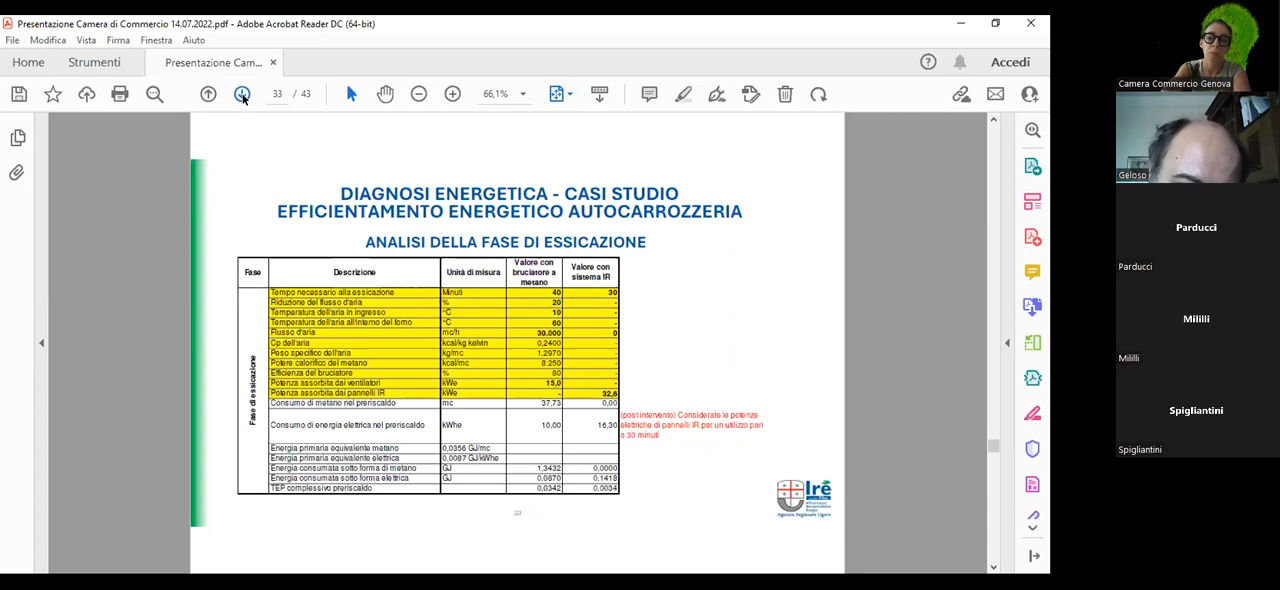 Presentazione Camera di Commercio 14.07.2022.pdf - Adobe Acrobat Reader DC (64-bit)
File Modifica Vista Firma Finestra Aiuto
Home Strumenti Presentazione Cam... × Accedi
33 / 43 66,1%
DIAGNOSI ENERGETICA - CASI STUDIO
EFFICIENTAMENTO ENERGETICO AUTOCARROZZERIA
ANALISI DELLA FASE DI ESSICAZIONE
Fase Descrizione Unità di misura Valore con bruciatore a metano Valore con sistema IR
Fase di essicazione
Tempo necessario alla essicazione Minuti 40 30
Riduzione del flusso d'aria % 20 -
Temperatura dell'aria in ingresso °C 10 -
Temperatura dell'aria all'interno del forno °C 60 -
Flusso d'aria mc/h 30.000 0
Cp dell'aria kcal/kg kelvin 0,2400 -
Peso specifico dell'aria kg/mc 1,2970 -
Potere calorifico del metano kcal/mc 8.250 -
Efficienza del bruciatore % 80 -
Potenza assorbita dai ventilatori kWe 15,0 -
Potenza assorbita dai pannelli IR kWe - 32,6
Consumo di metano nel preriscaldo mc 37,73 0,00
Consumo di energia elettrica nel preriscaldo kWhe 10,00 16,30
(post intervento) Considerate le potenze
elettriche di pannelli IR per un utilizzo pari
a 30 minuti
Energia primaria equivalente metano 0,0356 GJ/mc
Energia primaria equivalente elettrica 0,0087 GJ/kWhe
Energia consumata sotto forma di metano GJ 1,3432 0,0000
Energia consumata sotto forma elettrica GJ 0,0870 0,1418
TEP complessivo preriscaldo 0,0342 0,0034
33
Irè
Agenzia Regionale Ligure
Camera Commercio Genova
Geloso
Parducci
Parducci
Mililli
Mililli
Spigliantini
Spigliantini